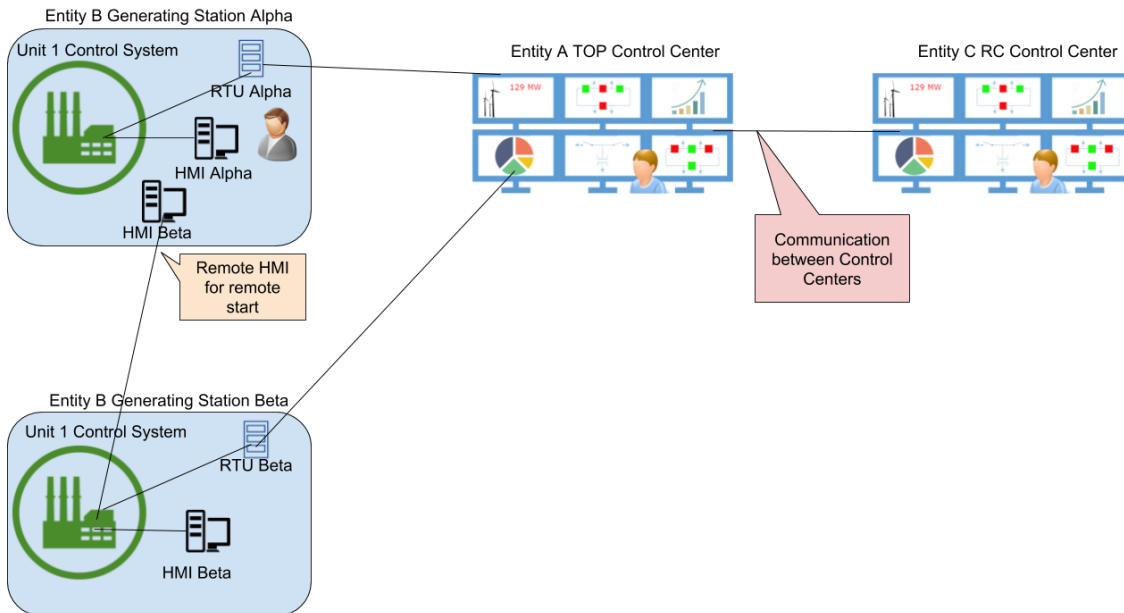 Entity B Generating Station Alpha
Unit 1 Control System
RTU Alpha
HMI Alpha
HMI Beta
Remote HMI
for remote
start
Entity A TOP Control Center
129 MW
Entity C RC Control Center
129 MW
Communication
between Control
Centers
Entity B Generating Station Beta
Unit 1 Control System
RTU Beta
HMI Beta